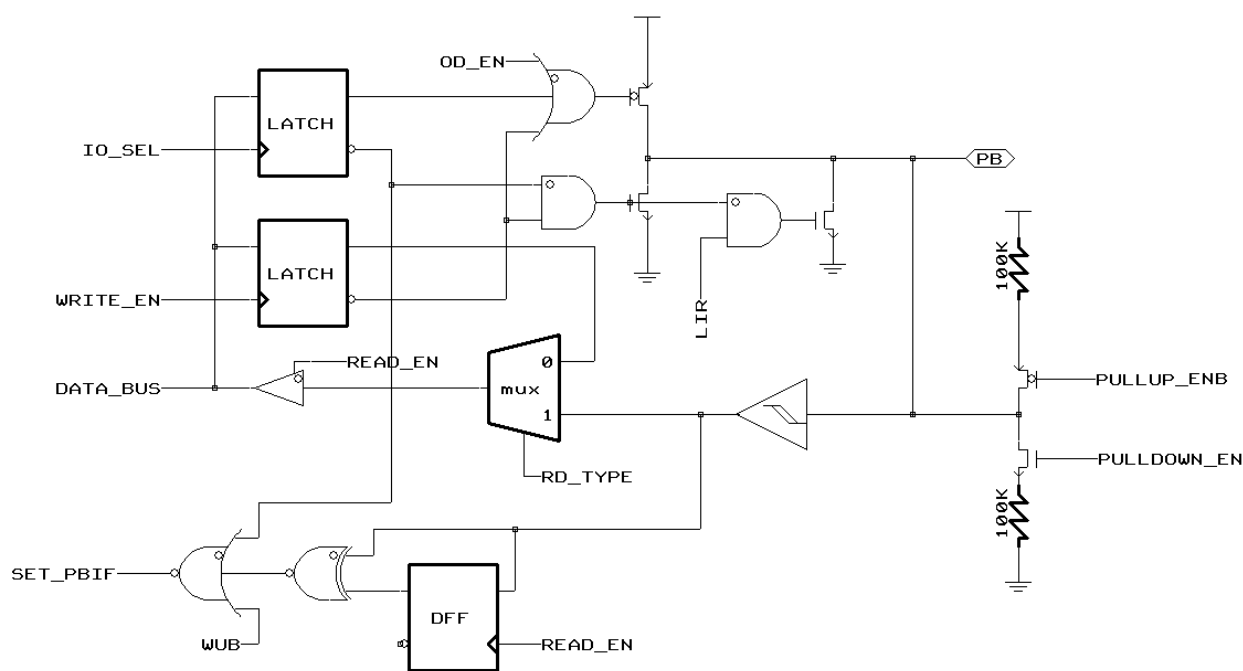 OD_EN
LATCH
IO_SEL
PB
LATCH
100K
WRITE_EN
LIR
READ_EN
0
DATA_BUS
mux
PULLUP_ENB
1
PULLDOWN_EN
RD_TYPE
100K
SET_PBIF
DFF
WUB
READ_EN